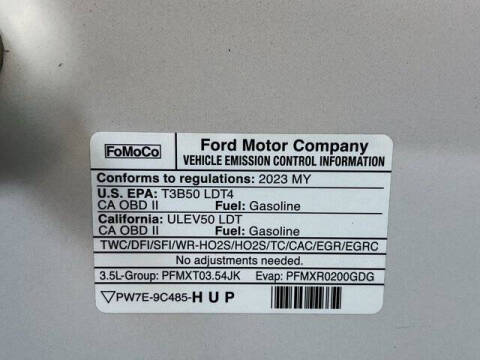 FoMoCo
Ford Motor Company
VEHICLE EMISSION CONTROL INFORMATION
Conforms to regulations: 2023 MY
U.S. EPA: T3B50 LDT4
CA OBD II Fuel: Gasoline
California: ULEV50 LDT
CA OBD II Fuel: Gasoline
TWC/DFI/SFI/WR-HO2S/HO2S/TC/CAC/EGR/EGRC
No adjustments needed.
3.5L-Group: PFMXT03.54JK Evap: PFMXR0200GDG
PW7E-9C485-HUP